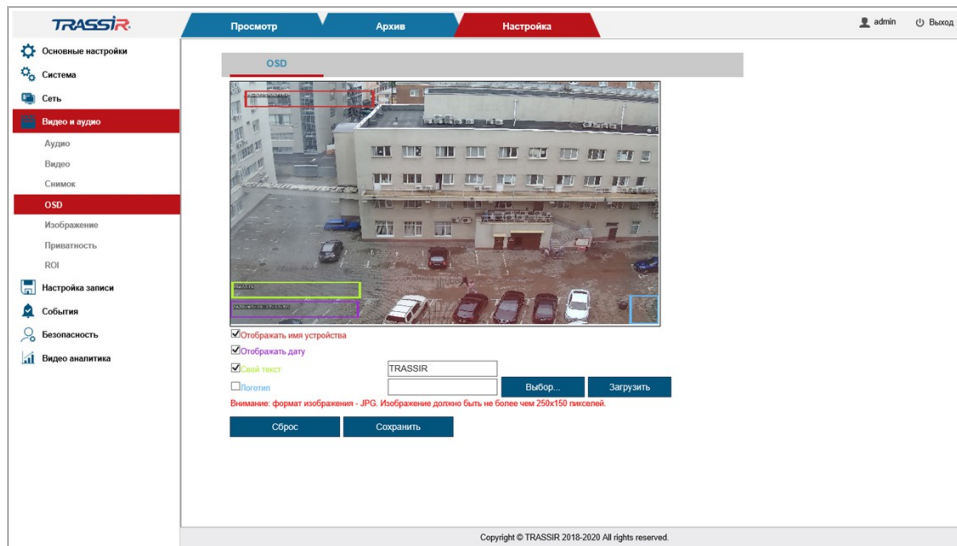 TRASSIR
Просмотр
Архив
Настройка
admin
Выход
Основные настройки
Система
Сеть
Видео и аудио
Аудио
Видео
Снимок
OSD
Изображение
Приватность
ROI
Настройка записи
События
Безопасность
Видео аналитика
OSD
Отображать имя устройства
Отображать дату
Свой текст
TRASSIR
Логотип
Выбор...
Загрузить
Внимание: формат изображения - JPG. Изображение должно быть не более чем 250x150 пикселей.
Сброс
Сохранить
Copyright © TRASSIR 2018-2020 All rights reserved.